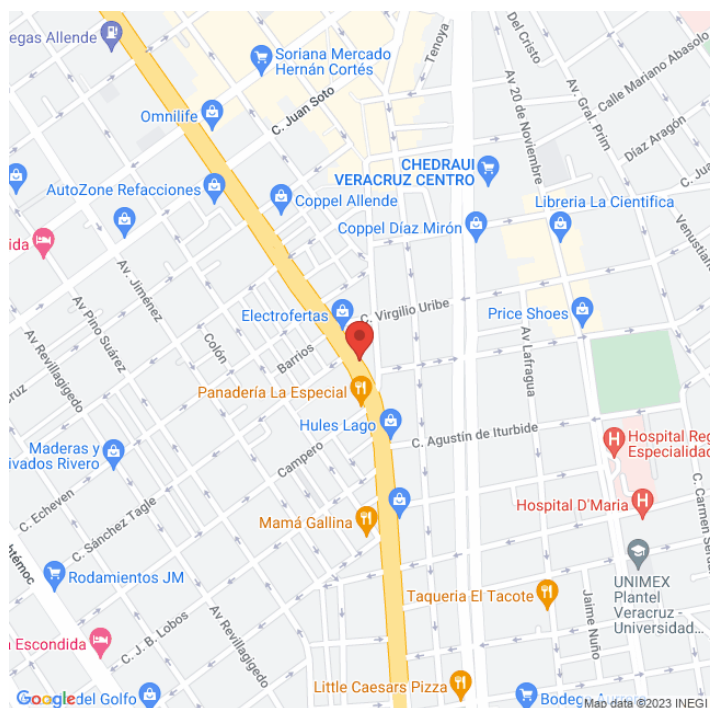 egas Allende
Soriana Mercado
Hernán Cortés
Tenoya
Del Cristo
Av. 20 de Noviembre
Av. Gral. Prim
Calle Mariano Abasolo
Díaz Aragón
C. Juan Soto
Omnilife
CHEDRAUI
VERACRUZ CENTRO
AutoZone Refacciones
Coppel Allende
Coppel Díaz Mirón
Libreria La Cientifica
C. Ju
Venustian
ida
Av. Jiménez
Av Pino Suárez
Colón
Av Revillagigedo
Electrofertas
C. Virgilio Uribe
Price Shoes
Av Lafragua
Barrios
ruz
Panadería La Especial
Hules Lago
C. Agustín de Iturbide
Hospital Reg
Especialidad
Maderas y
ivados Rivero
Campero
C. Echeven
C. Sánchez Tagle
Hospital D'Maria
C. Carmen Serdá
Mamá Gallina
htémoc
Rodamientos JM
UNIMEX
Plantel
Veracruz -
Universidad...
Taqueria El Tacote
Jaime Nuño
Escondida
C. J. B. Lobos
Av Revillagigedo
Little Caesars Pizza
Google
del Golfo
Bodega Aurrera
Map data ©2023 INEGI